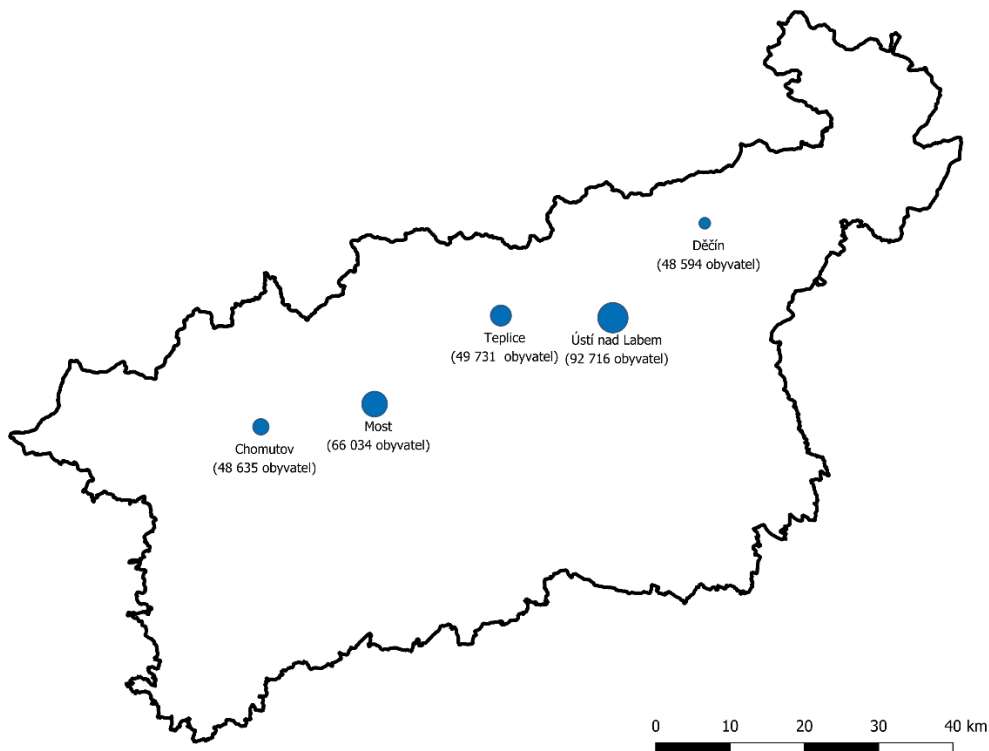 Děčín
(48 594 obyvatel)
Teplice
(49 731 obyvatel)
Ústí nad Labem
(92 716 obyvatel)
Most
(66 034 obyvatel)
Chomutov
(48 635 obyvatel)
0 10 20 30 40 km